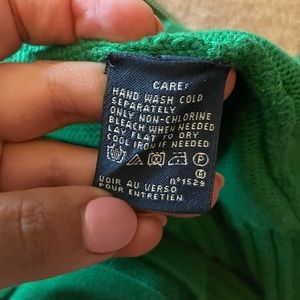 CARE:
HAND WASH COLD
SEPARATELY
ONLY NON-CHLORINE
BLEACH WHEN NEEDED
LAY FLAT TO DRY
COOL IRON IF NEEDED
P
VOIR AU VERSO
POUR ENTRETIEN
nº1529